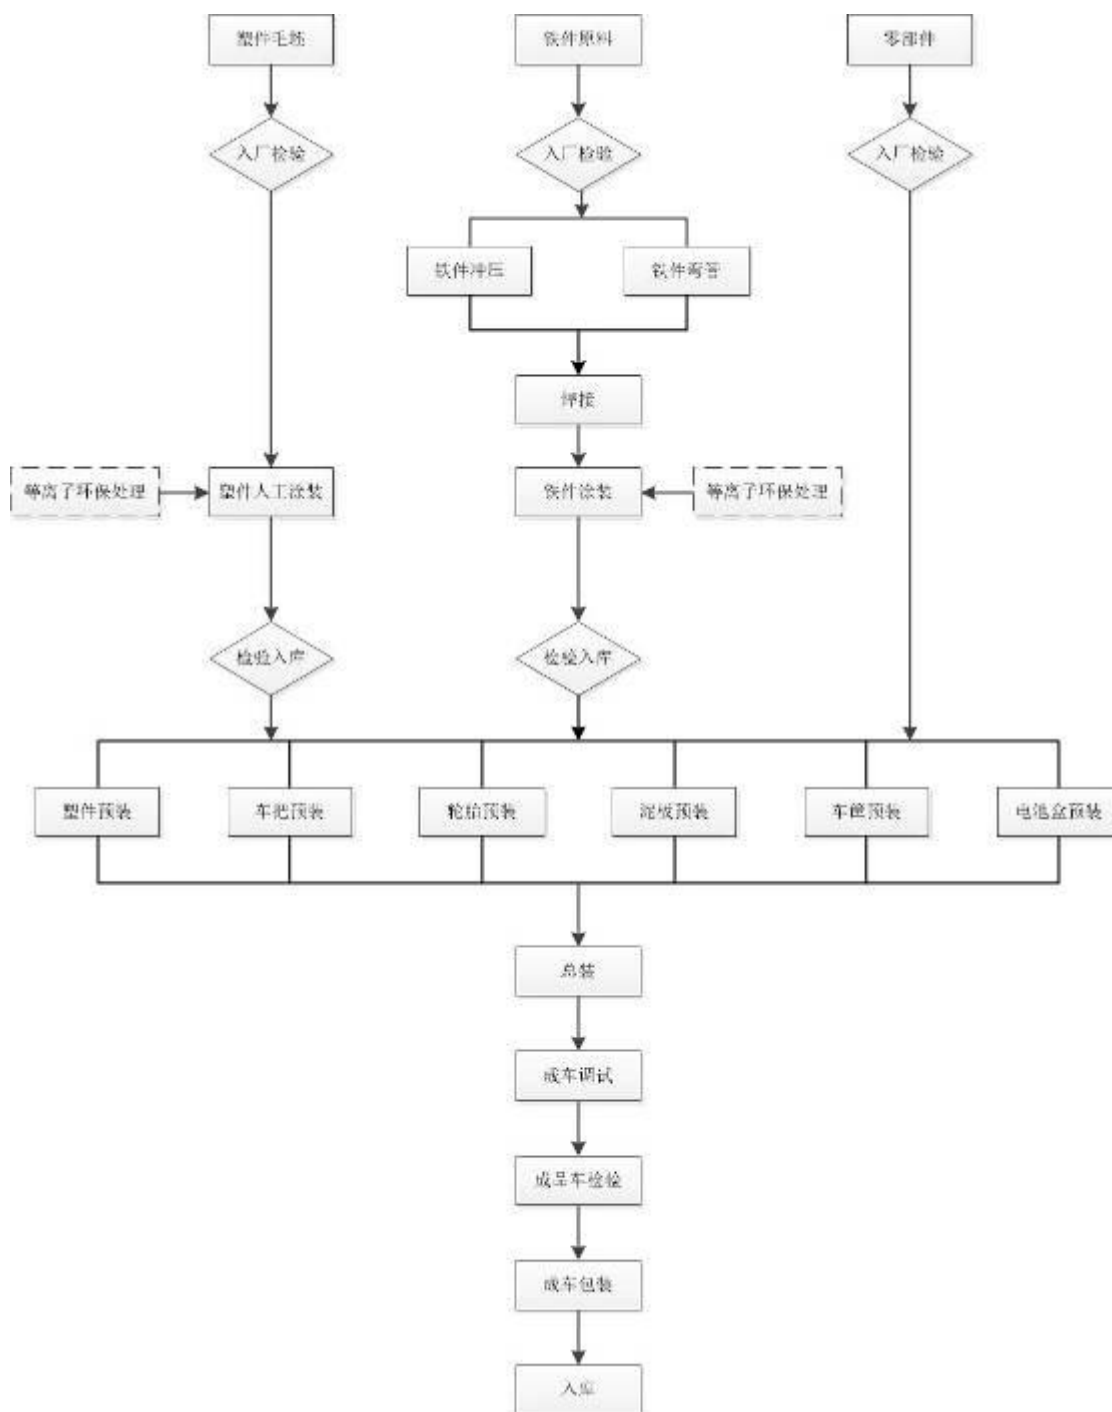 塑件毛坯
铁件原料
零部件
入厂检验
入厂检验
入厂检验
铁件冲压
铁件弯管
焊接
等离子环保处理
塑件人工涂装
铁件涂装
等离子环保处理
检验入库
检验入库
塑件预装
车把预装
轮胎预装
泥板预装
车筐预装
电池盒预装
总装
成车调试
成品车检验
成车包装
入库